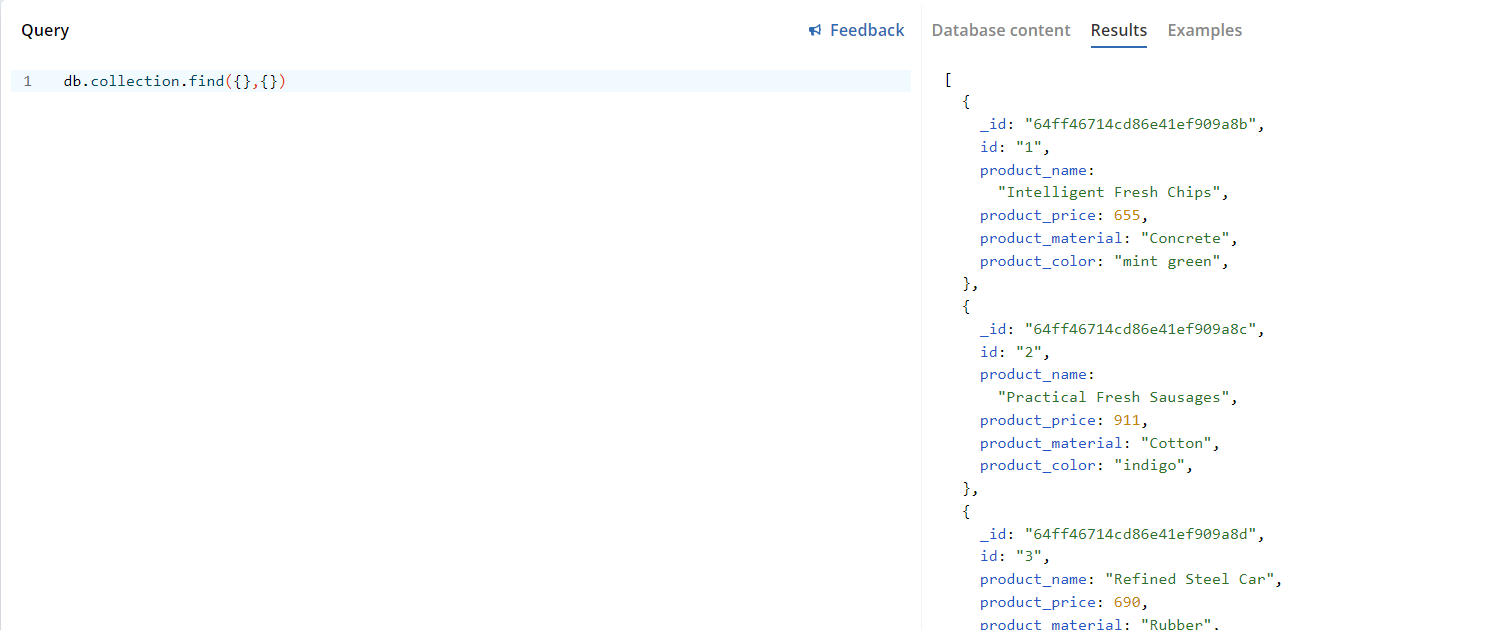 Query
Feedback
1 db.collection.find({},{})
Database content Results Examples
[
{
_id: "64ff46714cd86e41ef909a8b",
id: "1",
product_name:
"Intelligent Fresh Chips",
product_price: 655,
product_material: "Concrete",
product_color: "mint green",
},
{
_id: "64ff46714cd86e41ef909a8c",
id: "2",
product_name:
"Practical Fresh Sausages",
product_price: 911,
product_material: "Cotton",
product_color: "indigo",
},
{
_id: "64ff46714cd86e41ef909a8d",
id: "3",
product_name: "Refined Steel Car",
product_price: 690,
product_material: "Rubber",